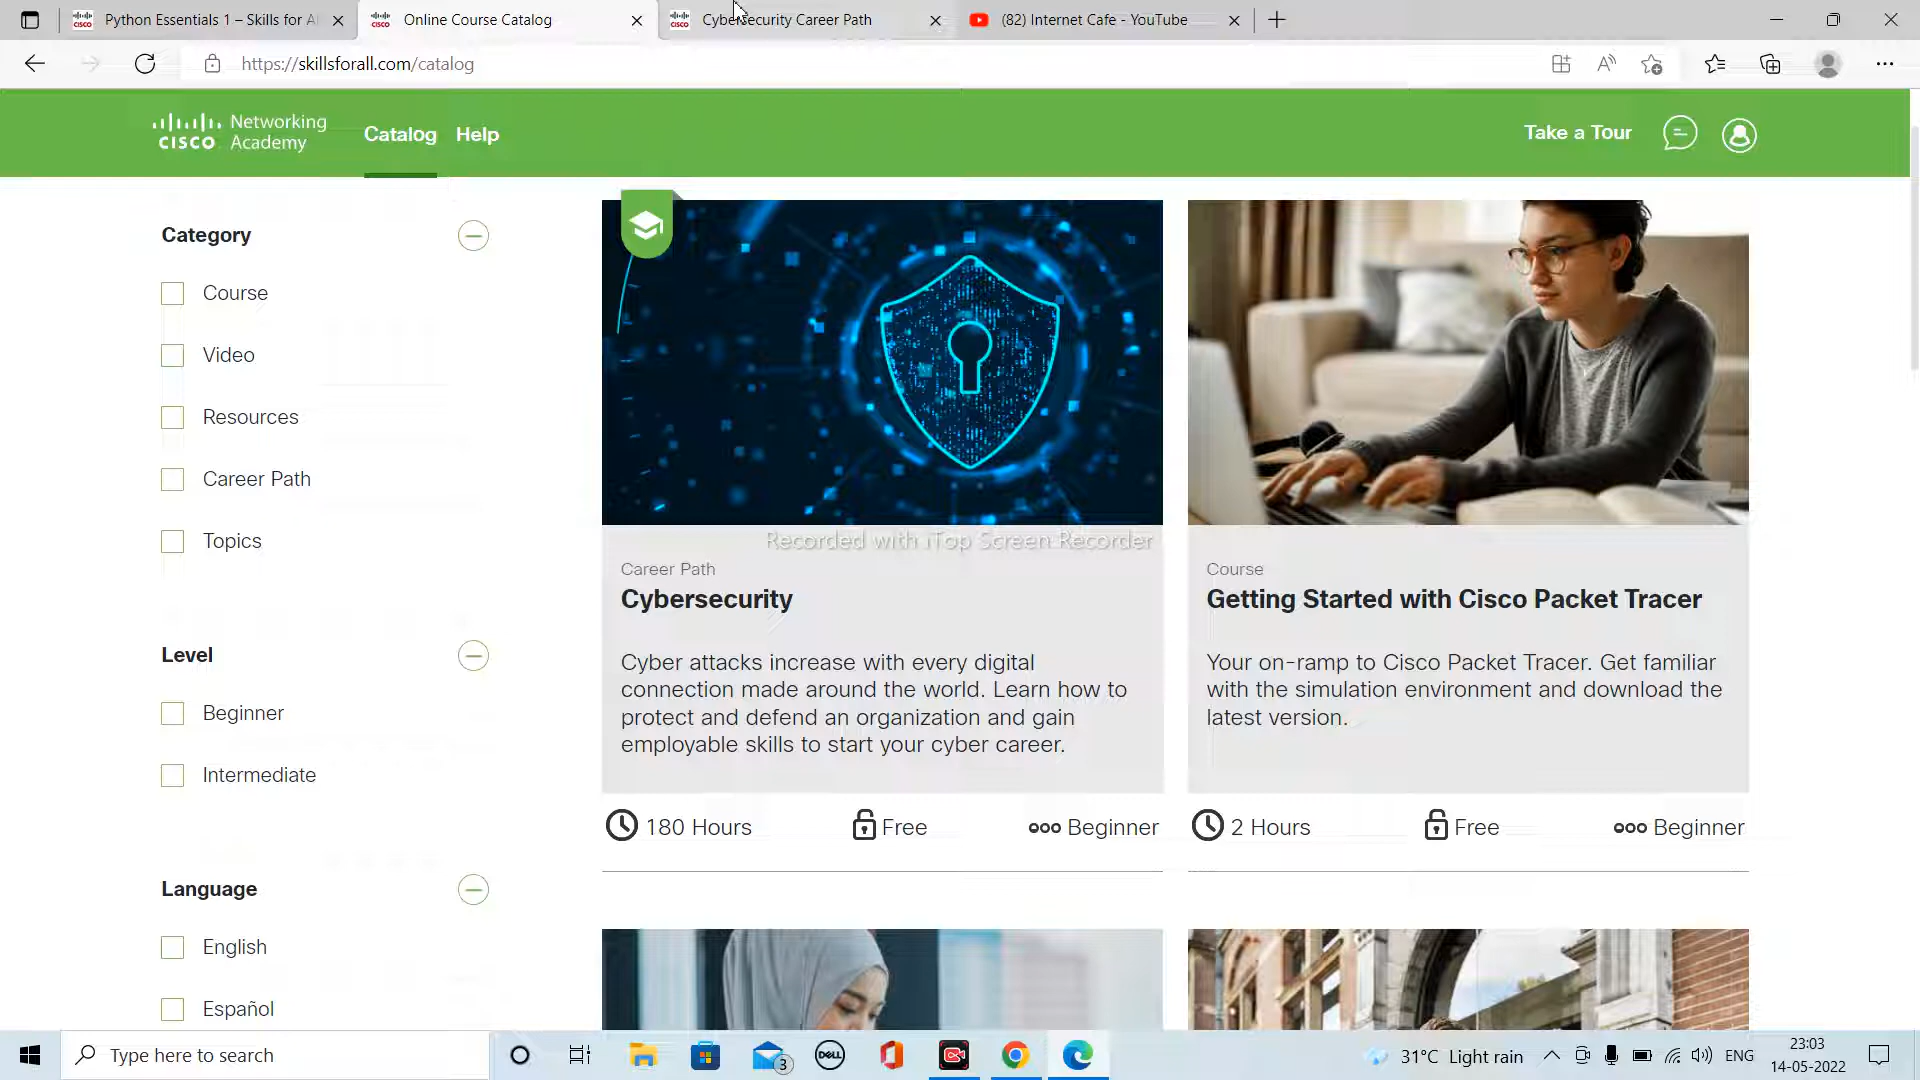 Python Essentials 1 – Skills for A
Online Course Catalog
Cybersecurity Career Path
(82) Internet Cafe - YouTube
https://skillsforall.com/catalog
CISCO
Networking
Academy
Catalog
Help
Take a Tour
Category
Course
Video
Resources
Career Path
Topics
Level
Beginner
Intermediate
Language
English
Español
Recorded with iTop Screen Recorder
Career Path
Cybersecurity
Cyber attacks increase with every digital
connection made around the world. Learn how to
protect and defend an organization and gain
employable skills to start your cyber career.
180 Hours
Free
Beginner
Course
Getting Started with Cisco Packet Tracer
Your on-ramp to Cisco Packet Tracer. Get familiar
with the simulation environment and download the
latest version.
2 Hours
Free
Beginner
Type here to search
3
DELL
31°C Light rain
ENG
23:03
14-05-2022